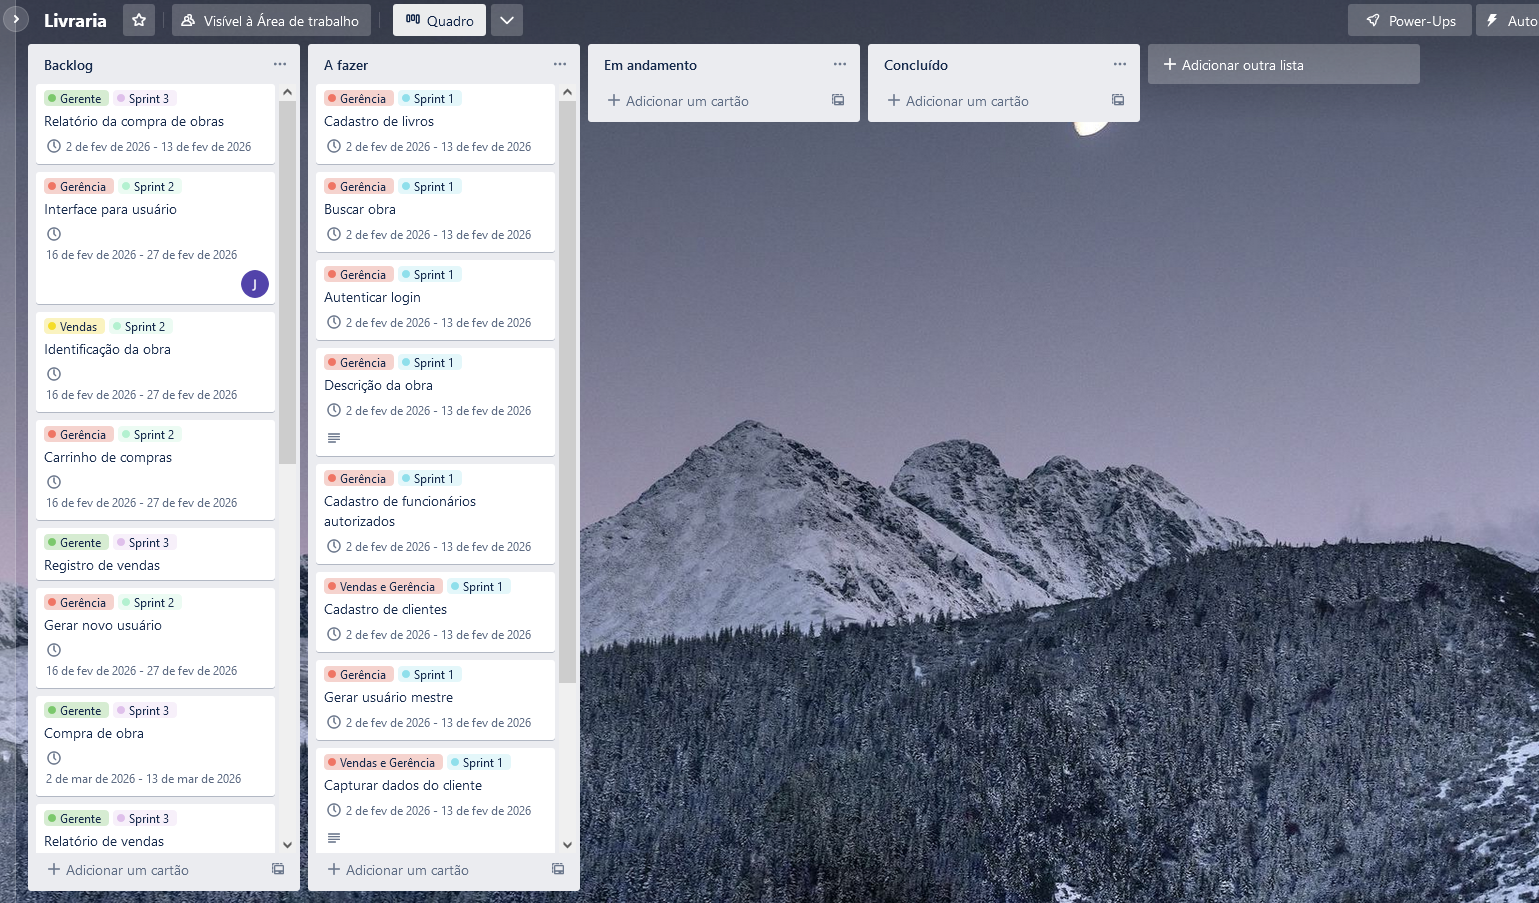 Livraria
Visível à Área de trabalho
Quadro
Power-Ups
Auto
Backlog
Gerente Sprint 3
Relatório da compra de obras
2 de fev de 2026 - 13 de fev de 2026
Gerência Sprint 2
Interface para usuário
16 de fev de 2026 - 27 de fev de 2026
J
Vendas Sprint 2
Identificação da obra
16 de fev de 2026 - 27 de fev de 2026
Gerência Sprint 2
Carrinho de compras
16 de fev de 2026 - 27 de fev de 2026
Gerente Sprint 3
Registro de vendas
Gerência Sprint 2
Gerar novo usuário
16 de fev de 2026 - 27 de fev de 2026
Gerente Sprint 3
Compra de obra
2 de mar de 2026 - 13 de mar de 2026
Gerente Sprint 3
Relatório de vendas
Adicionar um cartão
A fazer
Gerência Sprint 1
Cadastro de livros
2 de fev de 2026 - 13 de fev de 2026
Gerência Sprint 1
Buscar obra
2 de fev de 2026 - 13 de fev de 2026
Gerência Sprint 1
Autenticar login
2 de fev de 2026 - 13 de fev de 2026
Gerência Sprint 1
Descrição da obra
2 de fev de 2026 - 13 de fev de 2026
Gerência Sprint 1
Cadastro de funcionários
autorizados
2 de fev de 2026 - 13 de fev de 2026
Vendas e Gerência Sprint 1
Cadastro de clientes
2 de fev de 2026 - 13 de fev de 2026
Gerência Sprint 1
Gerar usuário mestre
2 de fev de 2026 - 13 de fev de 2026
Vendas e Gerência Sprint 1
Capturar dados do cliente
2 de fev de 2026 - 13 de fev de 2026
Adicionar um cartão
Em andamento
Adicionar um cartão
Concluído
Adicionar um cartão
Adicionar outra lista